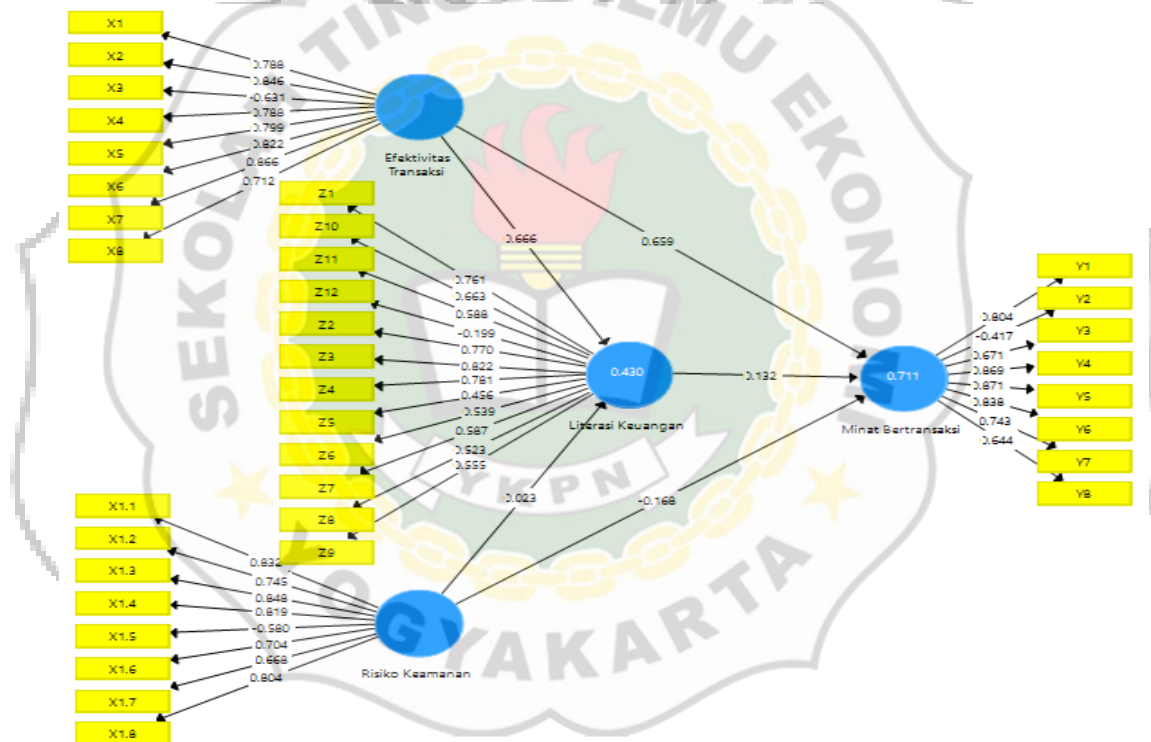 X1
X2
X3
X4
X5
X6
X7
X8
0.788
0.846
-0.631
0.788
0.799
0.822
0.866
0.712
Efektivitas
Transaksi
Z1
Z10
Z11
Z12
Z2
Z3
Z4
Z5
Z6
Z7
Z8
Z9
0.761
0.663
0.588
-0.199
0.770
0.822
0.781
0.456
0.539
0.587
0.523
0.555
0.666
0.659
0.430
Literasi Keuangan
0.132
0.711
Minat Bertransaksi
0.023
-0.168
Y1
Y2
Y3
Y4
Y5
Y6
Y7
Y8
0.804
-0.417
0.671
0.869
0.871
0.838
0.743
0.644
X1.1
X1.2
X1.3
X1.4
X1.5
X1.6
X1.7
X1.8
0.832
0.745
0.848
0.819
-0.580
0.704
0.668
0.804
Risiko Keamanan
SEKOLAH TINGGI ILMU EKONOMI
YKPN
YOGYAKARTA